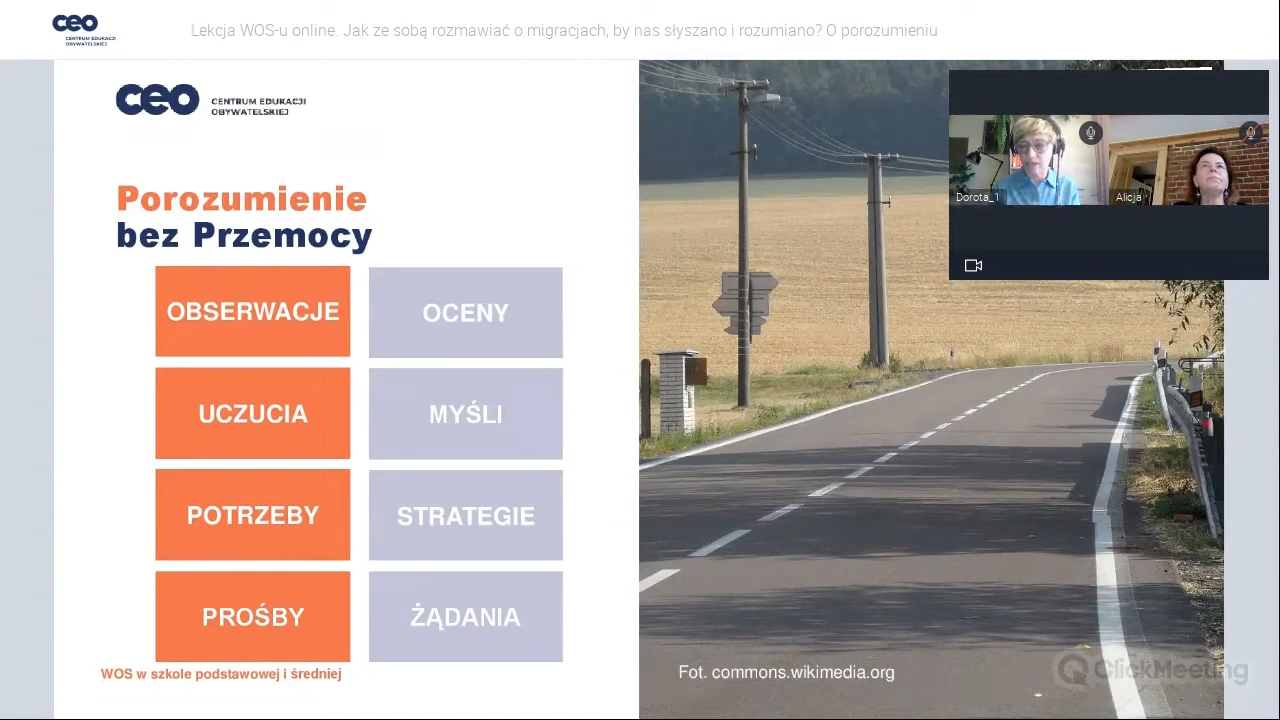 ceo
CENTRUM EDUKACJI
OBYWATELSKIEJ
Lekcja WOS-u online. Jak ze sobą rozmawiać o migracjach, by nas słyszano i rozumiano? O porozumieniu
ceo
CENTRUM EDUKACJI
OBYWATELSKIEJ
Porozumienie
bez Przemocy
OBSERWACJE
OCENY
UCZUCIA
MYŚLI
POTRZEBY
STRATEGIE
PROŚBY
ŻĄDANIA
WOS w szkole podstawowej i średniej
Dorota_1
Alicja
Fot. commons.wikimedia.org
ClickMeeting